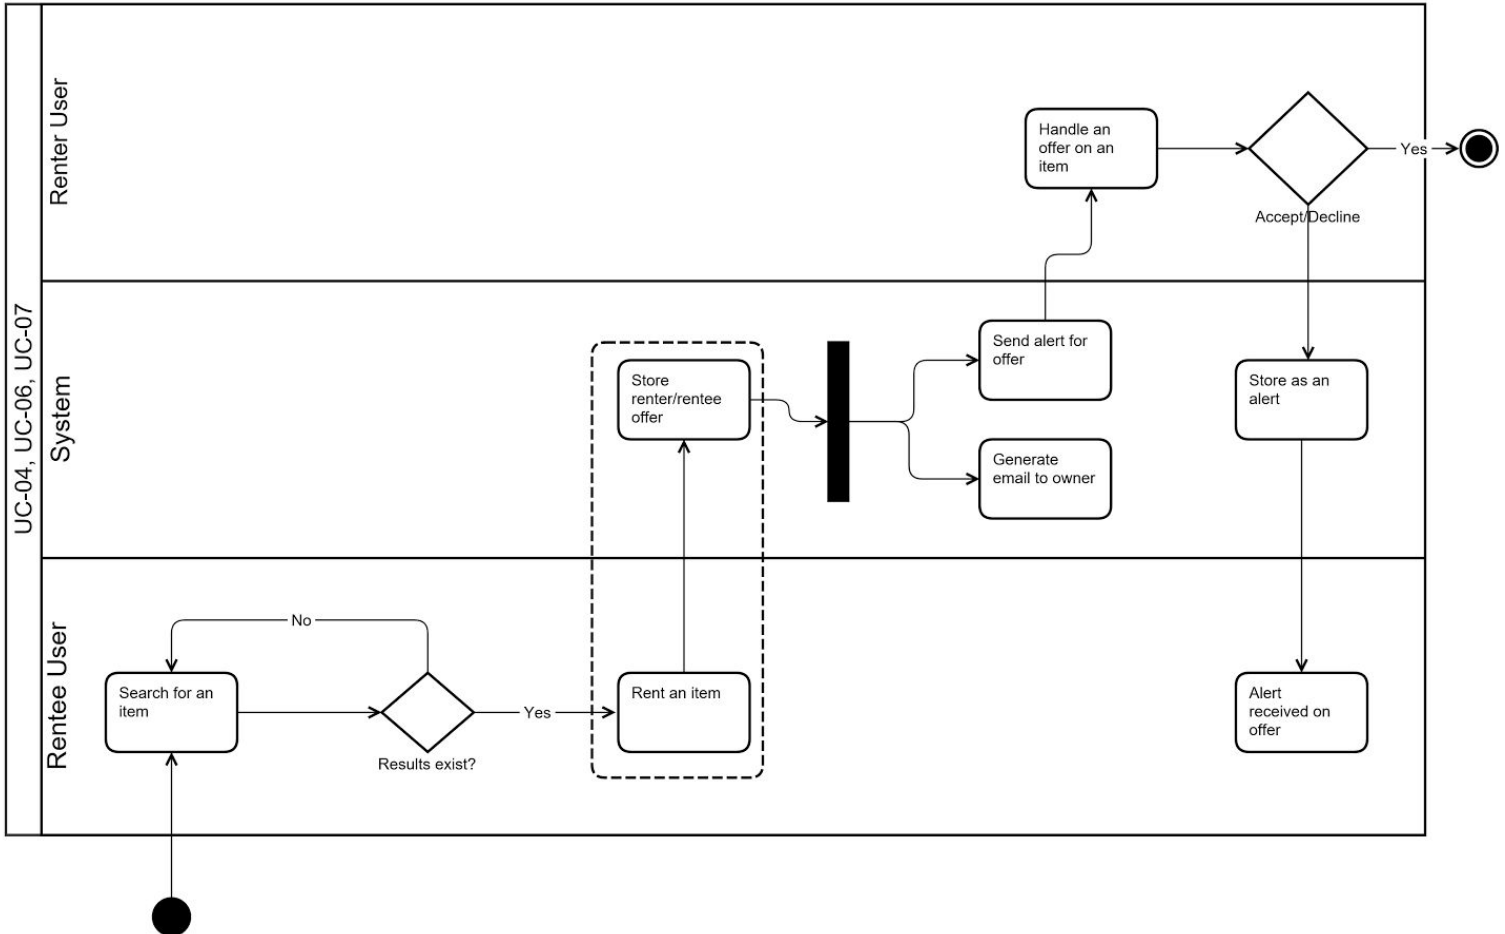 UC-04, UC-06, UC-07
Renter User
Handle an
offer on an
item
Accept/Decline
Yes
System
Store
renter/rentee
offer
Send alert for
offer
Generate
email to owner
Store as an
alert
Rentee User
No
Search for an
item
Results exist?
Yes
Rent an item
Alert
received on
offer